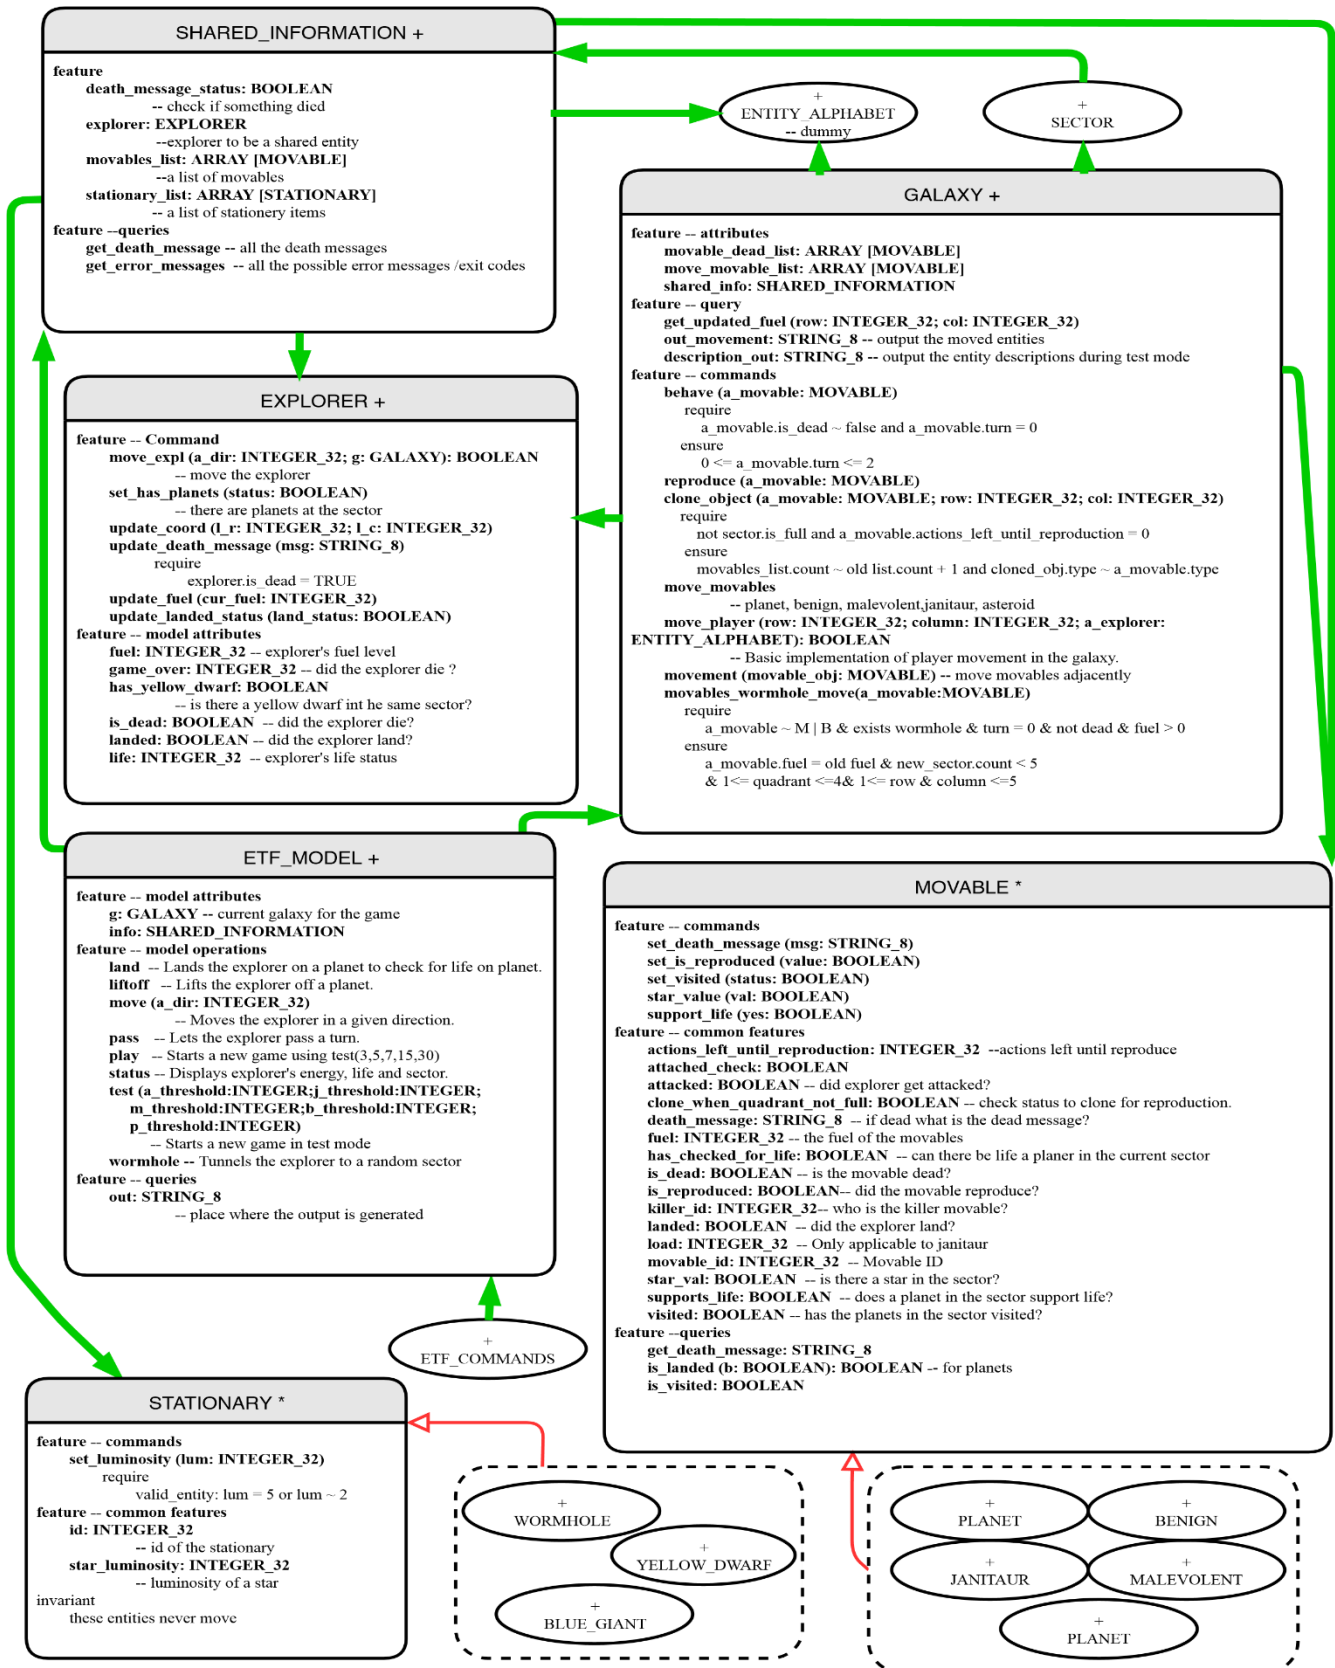 SHARED_INFORMATION +
feature
death_message_status: BOOLEAN
-- check if something died
explorer: EXPLORER
--explorer to be a shared entity
movables_list: ARRAY [MOVABLE]
--a list of movables
stationary_list: ARRAY [STATIONARY]
-- a list of stationery items
feature --queries
get_death_message -- all the death messages
get_error_messages -- all the possible error messages /exit codes
+
ENTITY_ALPHABET
-- dummy
+
SECTOR
GALAXY +
feature -- attributes
movable_dead_list: ARRAY [MOVABLE]
move_movable_list: ARRAY [MOVABLE]
shared_info: SHARED_INFORMATION
feature -- query
get_updated_fuel (row: INTEGER_32; col: INTEGER_32)
out_movement: STRING_8 -- output the moved entities
description_out: STRING_8 -- output the entity descriptions during test mode
feature -- commands
behave (a_movable: MOVABLE)
require
a_movable.is_dead ~ false and a_movable.turn = 0
ensure
0 <= a_movable.turn <= 2
reproduce (a_movable: MOVABLE)
clone_object (a_movable: MOVABLE; row: INTEGER_32; col: INTEGER_32)
require
not sector.is_full and a_movable.actions_left_until_reproduction = 0
ensure
movables_list.count ~ old list.count + 1 and cloned_obj.type ~ a_movable.type
move_movables
-- planet, benign, malevolent,janitaur, asteroid
move_player (row: INTEGER_32; column: INTEGER_32; a_explorer:
ENTITY_ALPHABET): BOOLEAN
-- Basic implementation of player movement in the galaxy.
movement (movable_obj: MOVABLE) -- move movables adjacently
movables_wormhole_move(a_movable:MOVABLE)
require
a_movable ~ M | B & exists wormhole & turn = 0 & not dead & fuel > 0
ensure
a_movable.fuel = old fuel & new_sector.count < 5
& 1<= quadrant <=4& 1<= row & column <=5
EXPLORER +
feature -- Command
move_expl (a_dir: INTEGER_32; g: GALAXY): BOOLEAN
-- move the explorer
set_has_planets (status: BOOLEAN)
-- there are planets at the sector
update_coord (l_r: INTEGER_32; l_c: INTEGER_32)
update_death_message (msg: STRING_8)
require
explorer.is_dead = TRUE
update_fuel (cur_fuel: INTEGER_32)
update_landed_status (land_status: BOOLEAN)
feature -- model attributes
fuel: INTEGER_32 -- explorer's fuel level
game_over: INTEGER_32 -- did the explorer die ?
has_yellow_dwarf: BOOLEAN
-- is there a yellow dwarf int he same sector?
is_dead: BOOLEAN -- did the explorer die?
landed: BOOLEAN -- did the explorer land?
life: INTEGER_32 -- explorer's life status
ETF_MODEL +
feature -- model attributes
g: GALAXY -- current galaxy for the game
info: SHARED_INFORMATION
feature -- model operations
land -- Lands the explorer on a planet to check for life on planet.
liftoff -- Lifts the explorer off a planet.
move (a_dir: INTEGER_32)
-- Moves the explorer in a given direction.
pass -- Lets the explorer pass a turn.
play -- Starts a new game using test(3,5,7,15,30)
status -- Displays explorer's energy, life and sector.
test (a_threshold:INTEGER;j_threshold:INTEGER;
m_threshold:INTEGER;b_threshold:INTEGER;
p_threshold:INTEGER)
-- Starts a new game in test mode
wormhole -- Tunnels the explorer to a random sector
feature -- queries
out: STRING_8
-- place where the output is generated
MOVABLE *
feature -- commands
set_death_message (msg: STRING_8)
set_is_reproduced (value: BOOLEAN)
set_visited (status: BOOLEAN)
star_value (val: BOOLEAN)
support_life (yes: BOOLEAN)
feature -- common features
actions_left_until_reproduction: INTEGER_32 --actions left until reproduce
attached_check: BOOLEAN
attacked: BOOLEAN -- did explorer get attacked?
clone_when_quadrant_not_full: BOOLEAN -- check status to clone for reproduction.
death_message: STRING_8 -- if dead what is the dead message?
fuel: INTEGER_32 -- the fuel of the movables
has_checked_for_life: BOOLEAN -- can there be life a planer in the current sector
is_dead: BOOLEAN -- is the movable dead?
is_reproduced: BOOLEAN-- did the movable reproduce?
killer_id: INTEGER_32-- who is the killer movable?
landed: BOOLEAN -- did the explorer land?
load: INTEGER_32 -- Only applicable to janitaur
movable_id: INTEGER_32 -- Movable ID
star_val: BOOLEAN -- is there a star in the sector?
supports_life: BOOLEAN -- does a planet in the sector support life?
visited: BOOLEAN -- has the planets in the sector visited?
feature --queries
get_death_message: STRING_8
is_landed (b: BOOLEAN): BOOLEAN -- for planets
is_visited: BOOLEAN
+
ETF_COMMANDS
STATIONARY *
feature -- commands
set_luminosity (lum: INTEGER_32)
require
valid_entity: lum = 5 or lum ~ 2
feature -- common features
id: INTEGER_32
-- id of the stationary
star_luminosity: INTEGER_32
-- luminosity of a star
invariant
these entities never move
+
WORMHOLE
+
YELLOW_DWARF
+
BLUE_GIANT
+
PLANET
+
BENIGN
+
JANITAUR
+
MALEVOLENT
+
PLANET